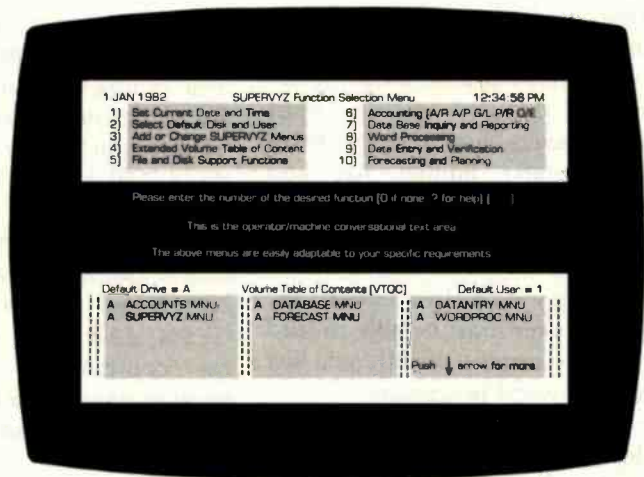 1 JAN 1982 SUPERVYZ Function Selection Menu 12:34:56 PM
1] Set Current Date and Time 6] Accounting [A/R A/P G/L P/R O/E
2] Select Default Disk and User 7] Data Base Inquiry and Reporting
3] Add or Change SUPERVYZ Menus 8] Word Processing
4] Extended Volume Table of Content 9] Data Entry and Verification
5] File and Disk Support Functions 10] Forecasting and Planning
Please enter the number of the desired function [0 if none ? for help] [ ]
This is the operator/machine conversational text area
The above menus are easily adaptable to your specific requirements
Default Drive = A Volume Table of Contents [VTOC] Default User = 1
A ACCOUNTS MNU A DATABASE MNU A DATANTRY MNU
A SUPERVYZ MNU A FORECAST MNU A WORDPROC MNU
Push ↓ arrow for more